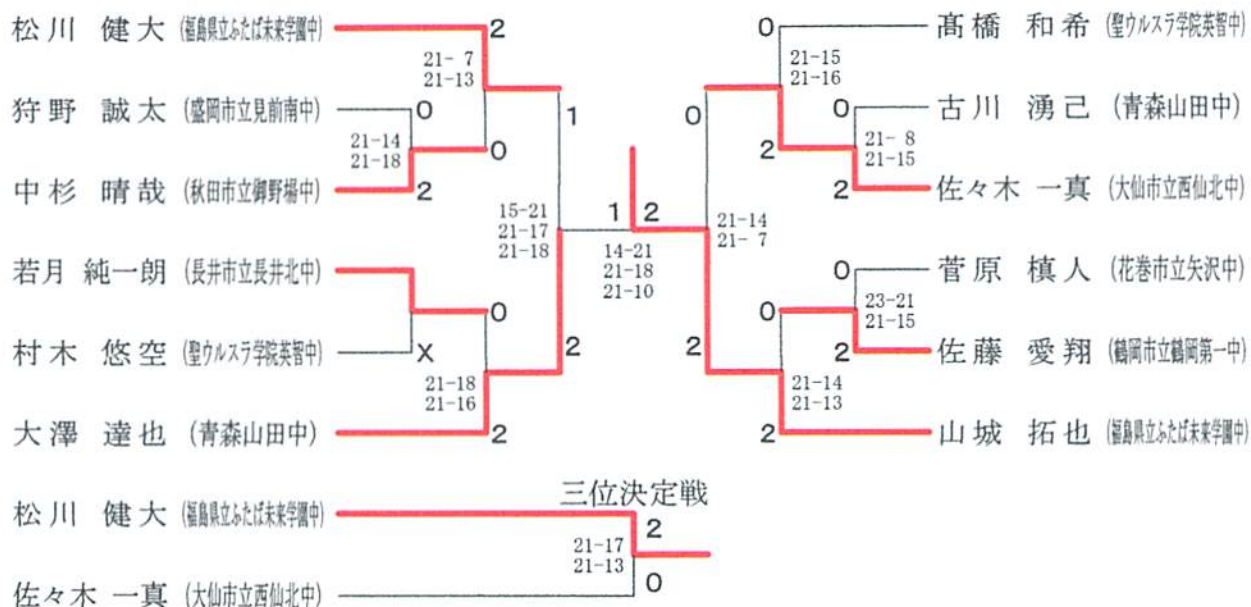 松川 健大 (福島県立ふたば未来学園中)
2
21- 7
21-13
狩野 誠太 (盛岡市立見前南中)
0
1
21-14
21-18
0
中杉 晴哉 (秋田市立御野場中)
2
15-21
21-17
21-18
若月 純一朗 (長井市立長井北中)
0
村木 悠空 (聖ウルスラ学院英智中)
X
2
21-18
21-16
大澤 達也 (青森山田中)
2
1 2
14-21
21-18
21-10
0
髙橋 和希 (聖ウルスラ学院英智中)
21-15
21-16
0
0
古川 湧己 (青森山田中)
21- 8
21-15
2
2
佐々木 一真 (大仙市立西仙北中)
21-14
21- 7
0
菅原 槙人 (花巻市立矢沢中)
0
23-21
21-15
2
2
佐藤 愛翔 (鶴岡市立鶴岡第一中)
21-14
21-13
2
山城 拓也 (福島県立ふたば未来学園中)
三位決定戦
松川 健大 (福島県立ふたば未来学園中)
2
21-17
21-13
0
佐々木 一真 (大仙市立西仙北中)